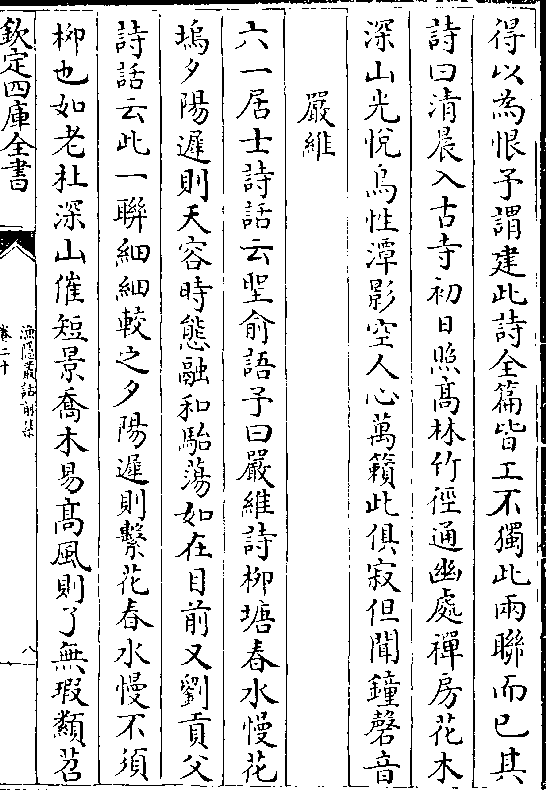 得以為恨予謂建此詩全篇皆工不獨此兩聯而已其
詩曰清晨入古寺初日照髙林竹徑通幽處禪房花木
深山光悅鳥性潭影空人心萬籟此俱寂但聞鐘磬音
嚴維
六一居士詩話云聖俞語予曰嚴維詩柳塘春水慢花
塢夕陽遲則天容時態融和駘蕩如在目前又劉貢父
詩話云此一聯細細較之夕陽遲則繫花春水慢不須
柳也如老杜深山催短景喬木易髙風則了無瑕纇茗
欽定四庫全書
漁隱叢話前集
卷二十
八